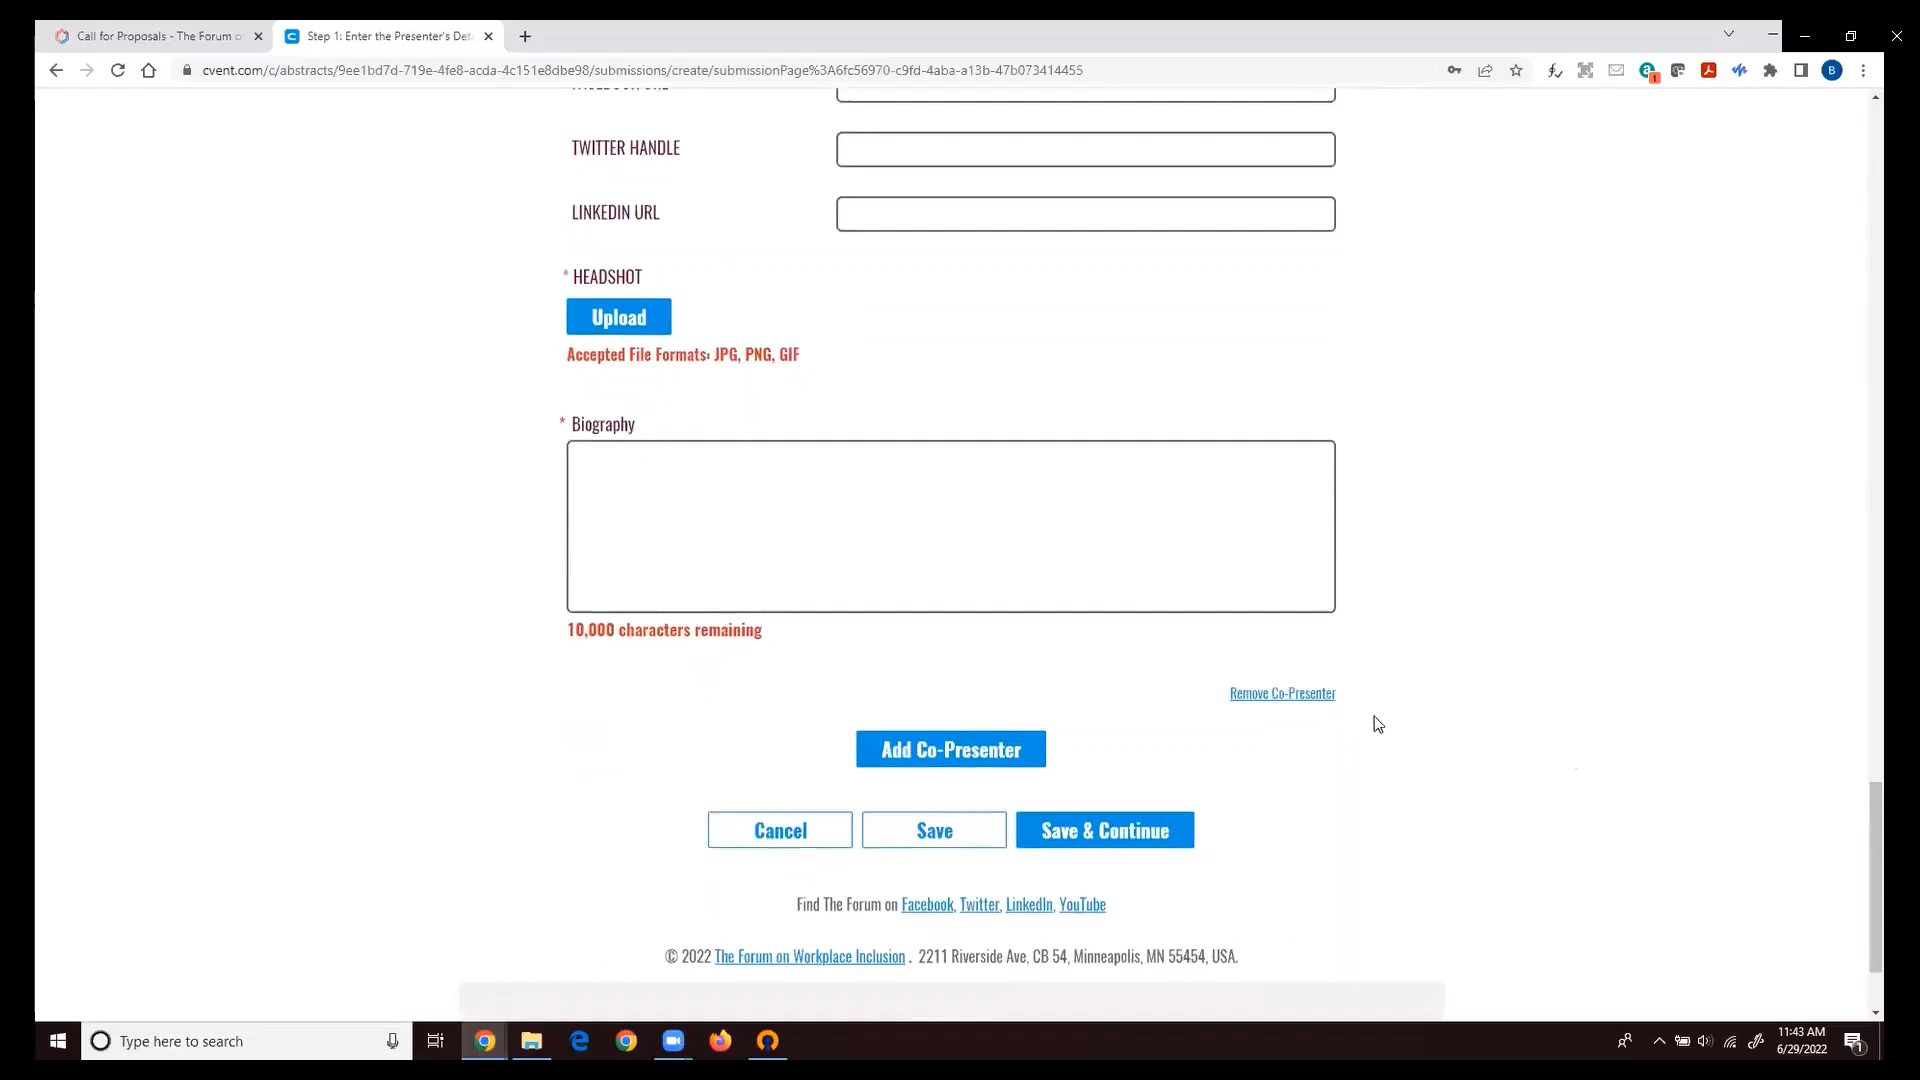 Call for Proposals - The Forum o
Step 1: Enter the Presenter's Det
cvent.com/c/abstracts/9ee1bd7d-719e-4fe8-acda-4c151e8dbe98/submissions/create/submissionPage%3A6fc56970-c9fd-4aba-a13b-47b073414455
1
B
TWITTER HANDLE
LINKEDIN URL
* HEADSHOT
Upload
Accepted File Formats: JPG, PNG, GIF
* Biography
10,000 characters remaining
Remove Co-Presenter
Add Co-Presenter
Cancel
Save
Save & Continue
Find The Forum on Facebook, Twitter, LinkedIn, YouTube
© 2022 The Forum on Workplace Inclusion . 2211 Riverside Ave, CB 54, Minneapolis, MN 55454, USA.
Type here to search
11:43 AM
6/29/2022
1